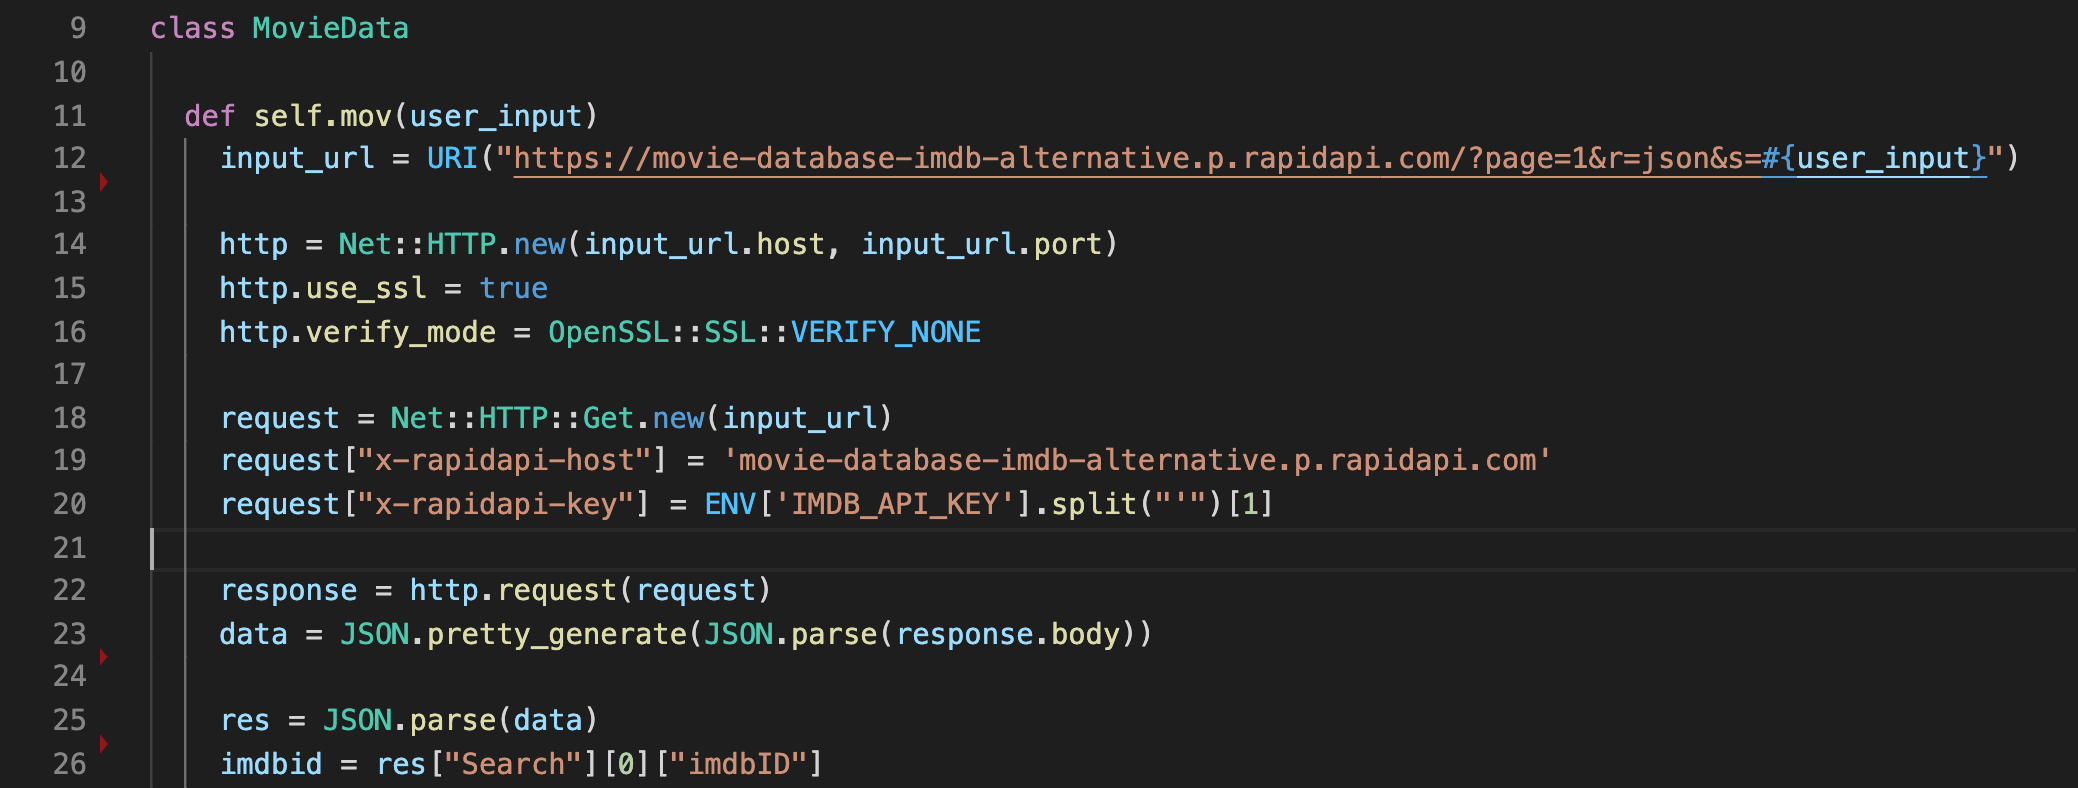 9 class MovieData
10
11 def self.mov(user_input)
12 input_url = URI("https://movie-database-imdb-alternative.p.rapidapi.com/?page=1&r=json&s=#{user_input}")
13
14 http = Net::HTTP.new(input_url.host, input_url.port)
15 http.use_ssl = true
16 http.verify_mode = OpenSSL::SSL::VERIFY_NONE
17
18 request = Net::HTTP::Get.new(input_url)
19 request["x-rapidapi-host"] = 'movie-database-imdb-alternative.p.rapidapi.com'
20 request["x-rapidapi-key"] = ENV['IMDB_API_KEY'].split("'")[1]
21
22 response = http.request(request)
23 data = JSON.pretty_generate(JSON.parse(response.body))
24
25 res = JSON.parse(data)
26 imdbid = res["Search"][0]["imdbID"]